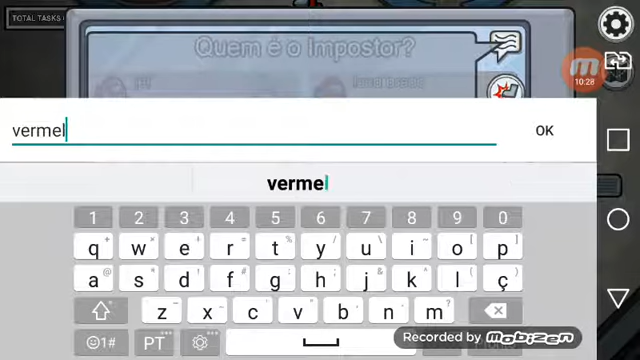 TOTAL TASKS
Quem é o Impostor?
10:28
vermel
OK
vermel
1 2 3 4 5 6 7 8 9 0
q w e r t y u i o p
a s d f g h j k l ç
z x c v b n m
1# PT
Recorded by Mobizen